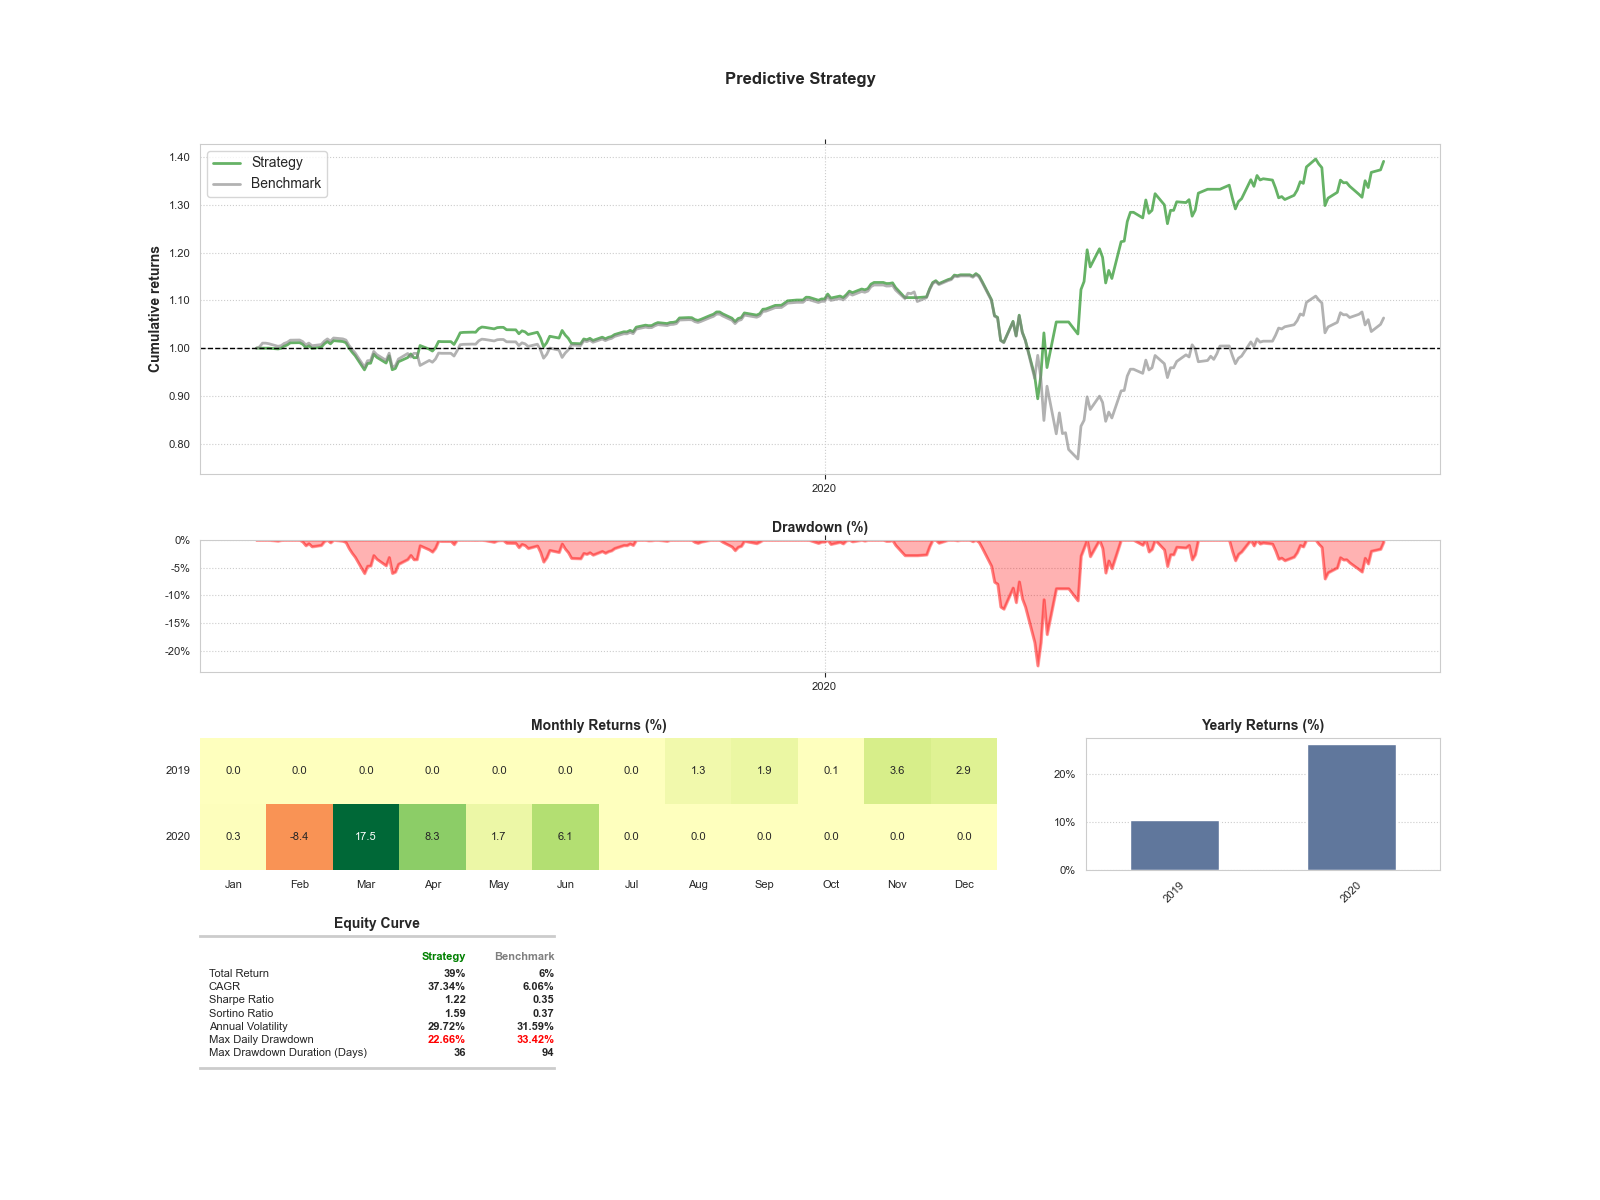 Predictive Strategy
Strategy
Benchmark
Cumulative returns
1.40
1.30
1.20
1.10
1.00
0.90
0.80
2020
Drawdown (%)
0%
-5%
-10%
-15%
-20%
2020
Monthly Returns (%)
2019 0.0 0.0 0.0 0.0 0.0 0.0 0.0 1.3 1.9 0.1 3.6 2.9
2020 0.3 -8.4 17.5 8.3 1.7 6.1 0.0 0.0 0.0 0.0 0.0 0.0
Jan Feb Mar Apr May Jun Jul Aug Sep Oct Nov Dec
Yearly Returns (%)
20%
10%
0%
2019 2020
Equity Curve
Strategy Benchmark
Total Return 39% 6%
CAGR 37.34% 6.06%
Sharpe Ratio 1.22 0.35
Sortino Ratio 1.59 0.37
Annual Volatility 29.72% 31.59%
Max Daily Drawdown 22.66% 33.42%
Max Drawdown Duration (Days) 36 94